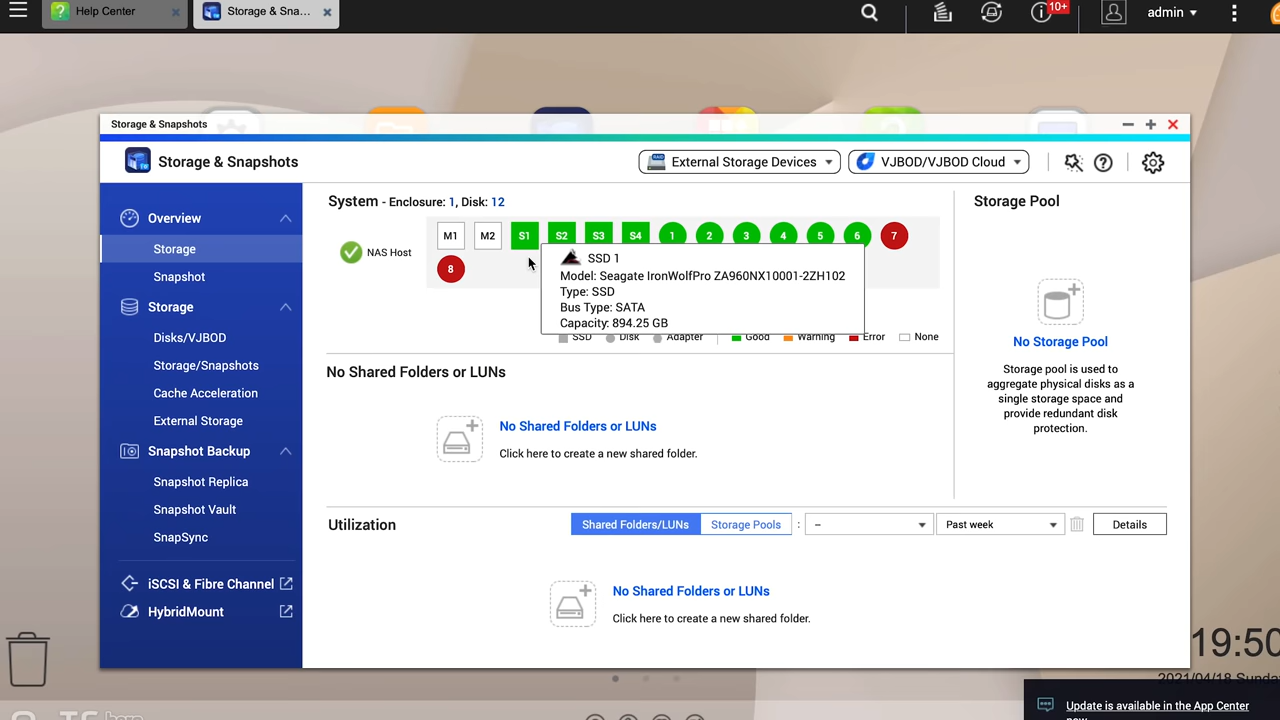 Help Center
Storage & Sna...
10+
admin
Storage & Snapshots
Storage & Snapshots
External Storage Devices
VJBOD/VJBOD Cloud
Overview
Storage
Snapshot
Storage
Disks/VJBOD
Storage/Snapshots
Cache Acceleration
External Storage
Snapshot Backup
Snapshot Replica
Snapshot Vault
SnapSync
iSCSI & Fibre Channel
HybridMount
System - Enclosure: 1, Disk: 12
NAS Host
M1 M2 S1 S2 S3 S4 1 2 3 4 5 6 7
8
SSD 1
Model: Seagate IronWolfPro ZA960NX10001-2ZH102
Type: SSD
Bus Type: SATA
Capacity: 894.25 GB
SSD Disk Adapter Good Warning Error None
Storage Pool
No Storage Pool
Storage pool is used to
aggregate physical disks as a
single storage space and
provide redundant disk
protection.
No Shared Folders or LUNs
No Shared Folders or LUNs
Click here to create a new shared folder.
Utilization
Shared Folders/LUNs Storage Pools : – Past week Details
No Shared Folders or LUNs
Click here to create a new shared folder.
19:50
2021/04/18 Sunda
Update is available in the App Center